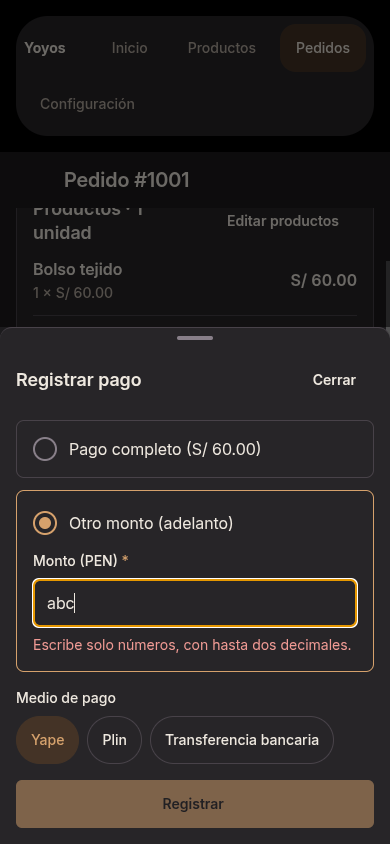 Yoyos
Inicio
Productos
Pedidos
Configuración
Pedido #1001
Productos · 1
unidad
Editar productos
Bolso tejido
S/ 60.00
1 × S/ 60.00
Registrar pago
Cerrar
Pago completo (S/ 60.00)
Otro monto (adelanto)
Monto (PEN) *
abc
Escribe solo números, con hasta dos decimales.
Medio de pago
Yape
Plin
Transferencia bancaria
Registrar